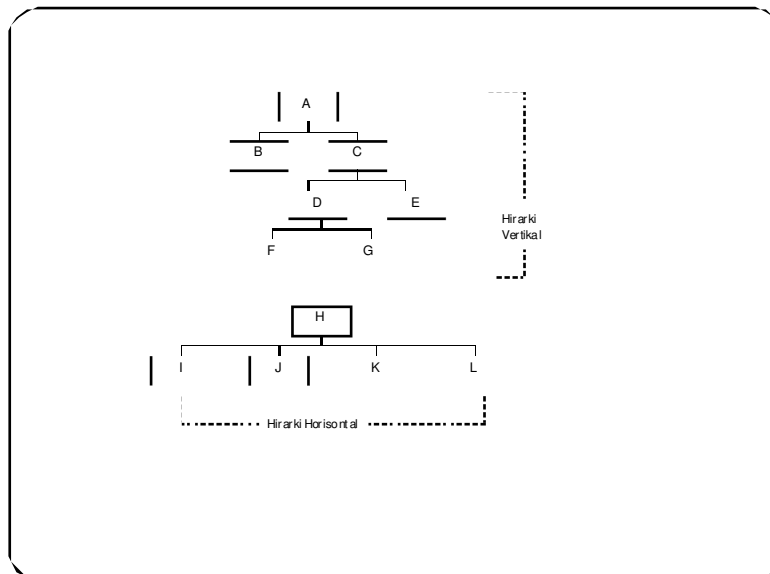 A
B C
D E
Hirarki
Vertikal
F G
H
I J K L
Hirarki Horisontal